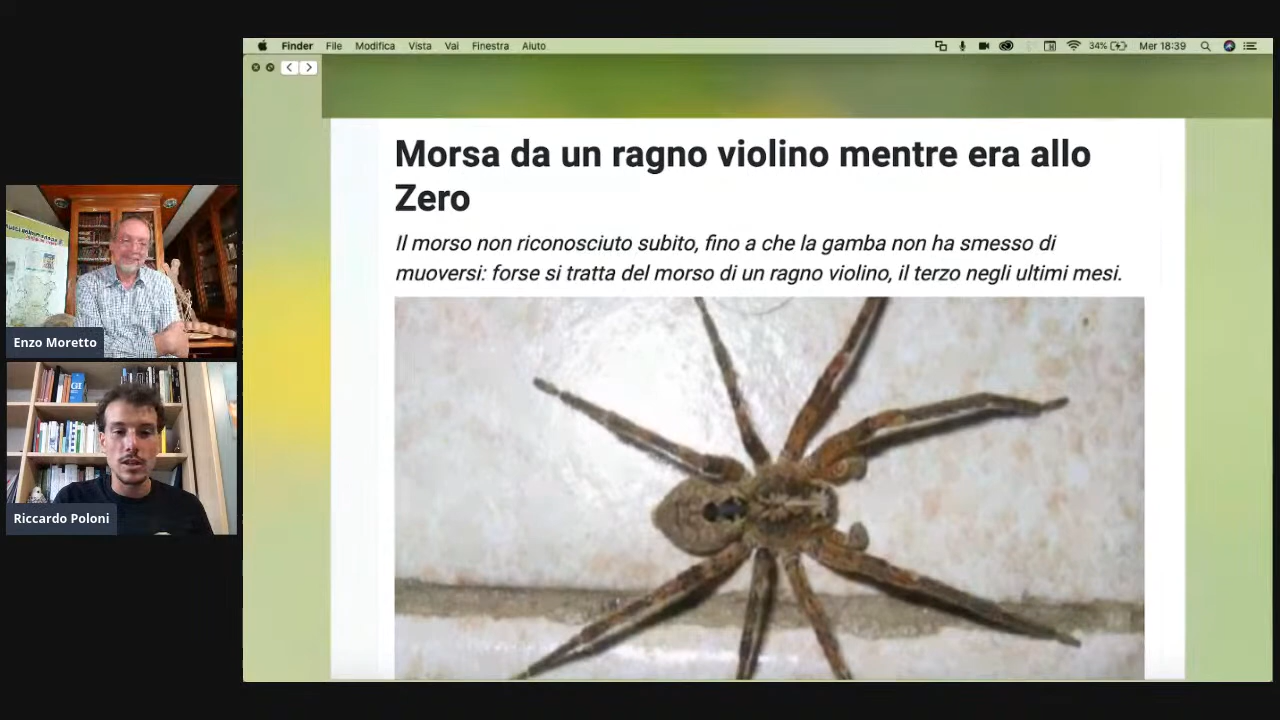 Finder File Modifica Vista Vai Finestra Aiuto
34% Mer 18:39
Morsa da un ragno violino mentre era allo
Zero
Il morso non riconosciuto subito, fino a che la gamba non ha smesso di
muoversi: forse si tratta del morso di un ragno violino, il terzo negli ultimi mesi.
Enzo Moretto
Riccardo Poloni